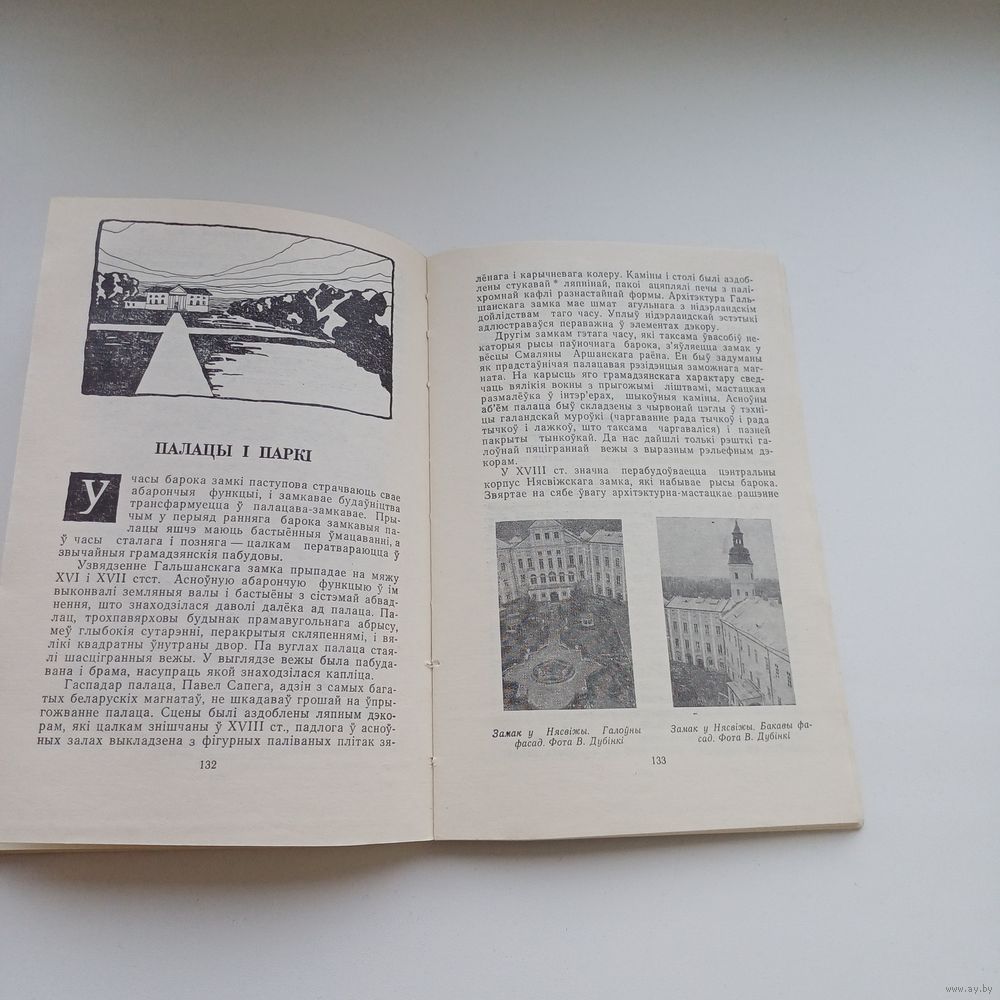 ПАЛАЦЫ І ПАРКІ
У часы барока замкі паступова страчваюць свае
абарончыя функцыі, і замкавае будаўніцтва
трансфармуецца ў палацава-замкавае. Пры-
чым у перыяд ранняга барока замкавыя па-
лацы яшчэ маюць бастыённыя ўмацаванні, а
ў часы сталага і позняга — цалкам ператвараюцца ў
звычайныя грамадзянскія пабудовы.
Узвядзенне Гальшанскага замка прыпадае на мяжу
XVI і XVII стст. Асноўную абарончую функцыю ў ім
выконвалі земляныя валы і бастыёны з сістэмай абвад-
нення, што знаходзілася даволі далёка ад палаца. Па-
лац, трохпавярховы будынак прамавугольнага абрысу,
меў глыбокія сутарэнні, перакрытыя скляпеннямі, і вя-
лікі квадратны ўнутраны двор. Па вуглах палаца стая-
лі шасцігранныя вежы. У выглядзе вежы была пабуда-
вана і брама, насупраць якой знаходзілася капліца.
Гаспадар палаца, Павел Сапега, адзін з самых бага-
тых беларускіх магнатаў, не шкадаваў грошай на ўпры-
гожванне палаца. Сцены былі аздоблены ляпным дэко-
рам, які цалкам знішчаны ў XVIII ст., падлога ў асноў-
ных залах выкладзена з фігурных паліваных плітак зя-
132
лёнага і карычневага колеру. Каміны і столі былі аздоб-
лены стукавай * ляпнінай, пакоі ацяплялі печы з палі-
хромнай кафлі разнастайнай формы. Архітэктура Галь-
шанскага замка мае шмат агульнага з нідэрландскім
дойлідствам таго часу. Уплыў нідэрландскай эстэтыкі
адлюстраваўся пераважна ў элементах дэкору.
Другім замкам гэтага часу, які таксама ўвасобіў не-
каторыя рысы паўночнага барока, з'яўляецца замак у
вёсцы Смаляны Аршанскага раёна. Ён быў задуманы
як прадстаўнічая палацавая рэзідэнцыя заможнага маг-
ната. На карысць яго грамадзянскага характару свед-
чаць вялікія вокны з прыгожымі ліштвамі, мастацкая
размалёўка ў інтэр'ерах, шыкоўныя каміны. Асноўны
аб'ём палаца быў складзены з чырвонай цэглы ў тэхні-
цы галандскай муроўкі (чаргаванне рада тычкоў і рада
тычкоў і лажкоў, што таксама чаргаваліся) і пазней
пакрыты тынкоўкай. Да нас дайшлі толькі рэшткі га-
лоўнай пяціграннай вежы з выразным рэльефным дэ-
корам.
У XVIII ст. значна перабудоўваецца цэнтральны
корпус Нясвіжскага замка, які набывае рысы барока.
Звяртае на сябе ўвагу архітэктурна-мастацкае рашэнне
Замак у Нясвіжы. Галоўны
фасад. Фота В. Дубінкі
Замак у Нясвіжы. Бакавы фа-
сад. Фота В. Дубінкі
133
www.ay.by